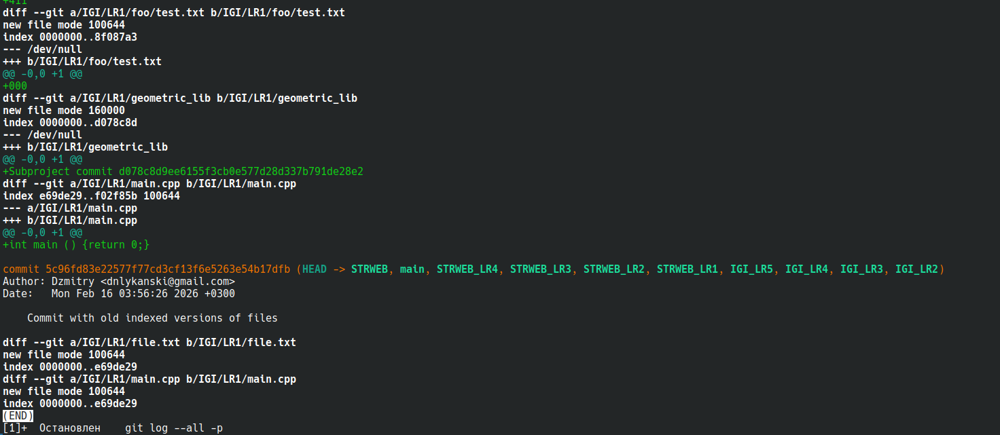 +411
diff --git a/IGI/LR1/foo/test.txt b/IGI/LR1/foo/test.txt
new file mode 100644
index 0000000..8f087a3
--- /dev/null
+++ b/IGI/LR1/foo/test.txt
@@ -0,0 +1 @@
+000
diff --git a/IGI/LR1/geometric_lib b/IGI/LR1/geometric_lib
new file mode 160000
index 0000000..d078c8d
--- /dev/null
+++ b/IGI/LR1/geometric_lib
@@ -0,0 +1 @@
+Subproject commit d078c8d9ee6155f3cb0e577d28d337b791de28e2
diff --git a/IGI/LR1/main.cpp b/IGI/LR1/main.cpp
index e69de29..f02f85b 100644
--- a/IGI/LR1/main.cpp
+++ b/IGI/LR1/main.cpp
@@ -0,0 +1 @@
+int main () {return 0;}
commit 5c96fd83e22577f77cd3cf13f6e5263e54b17dfb (HEAD -> STRWEB, main, STRWEB_LR4, STRWEB_LR3, STRWEB_LR2, STRWEB_LR1, IGI_LR5, IGI_LR4, IGI_LR3, IGI_LR2)
Author: Dzmitry <dnlykanski@gmail.com>
Date:   Mon Feb 16 03:56:26 2026 +0300
    Commit with old indexed versions of files
diff --git a/IGI/LR1/file.txt b/IGI/LR1/file.txt
new file mode 100644
index 0000000..e69de29
diff --git a/IGI/LR1/main.cpp b/IGI/LR1/main.cpp
new file mode 100644
index 0000000..e69de29
(END)
[1]+  Остановлен    git log --all -p